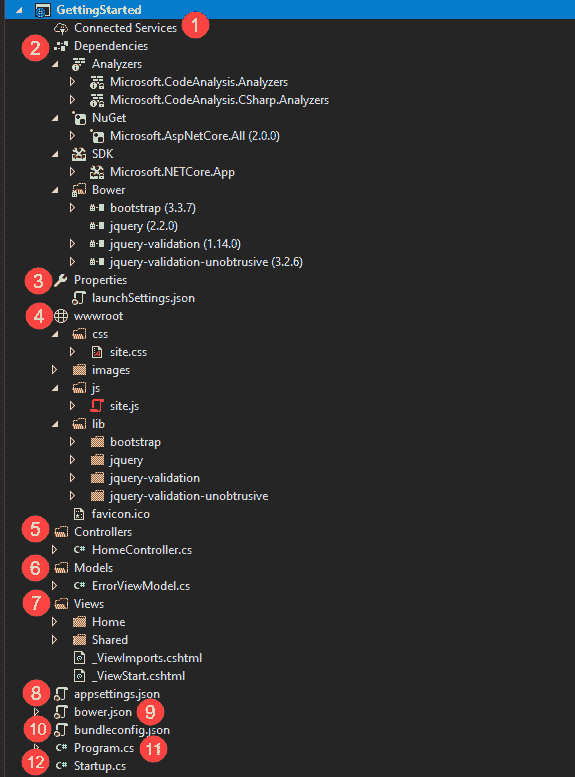 GettingStarted
Connected Services 1
2 Dependencies
Analyzers
Microsoft.CodeAnalysis.Analyzers
Microsoft.CodeAnalysis.CSharp.Analyzers
NuGet
Microsoft.AspNetCore.All (2.0.0)
SDK
Microsoft.NETCore.App
Bower
bootstrap (3.3.7)
jquery (2.2.0)
jquery-validation (1.14.0)
jquery-validation-unobtrusive (3.2.6)
3 Properties
launchSettings.json
4 wwwroot
css
site.css
images
js
site.js
lib
bootstrap
jquery
jquery-validation
jquery-validation-unobtrusive
favicon.ico
5 Controllers
C# HomeController.cs
6 Models
C# ErrorViewModel.cs
7 Views
Home
Shared
_ViewImports.cshtml
_ViewStart.cshtml
8 appsettings.json
bower.json 9
10 bundleconfig.json
C# Program.cs 11
12 C# Startup.cs